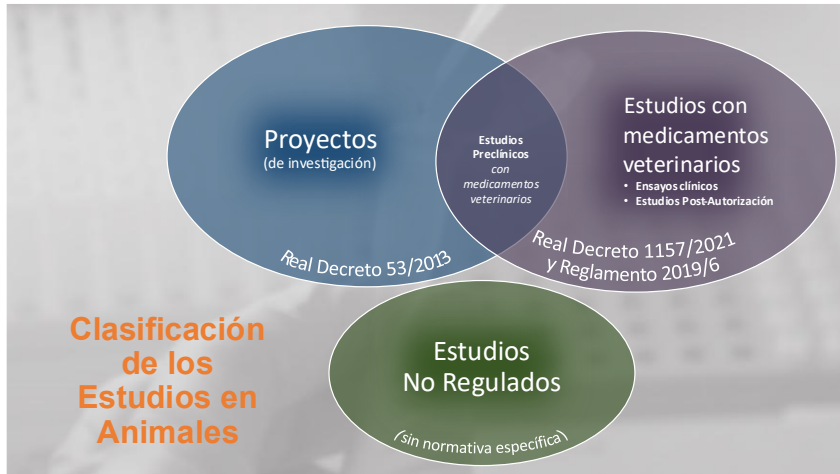 Proyectos
(de investigación)
Real Decreto 53/2013
Estudios
Preclínicos
con
medicamentos
veterinarios
Estudios con
medicamentos
veterinarios
• Ensayos clínicos
• Estudios Post-Autorización
Real Decreto 1157/2021
y Reglamento 2019/6
Clasificación
de los
Estudios en
Animales
Estudios
No Regulados
(sin normativa específica)